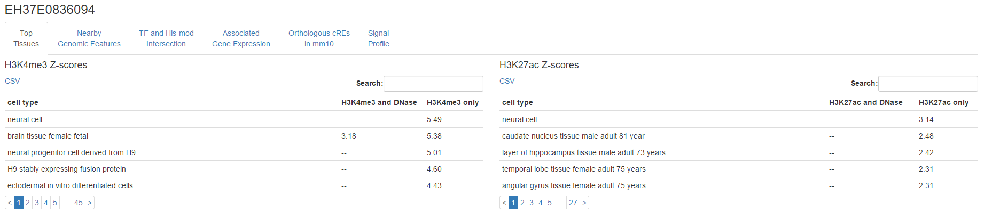 EH37E0836094
Top Tissues
Nearby Genomic Features
TF and His-mod Intersection
Associated Gene Expression
Orthologous cREs in mm10
Signal Profile
H3K4me3 Z-scores
CSV
Search:
cell type H3K4me3 and DNase H3K4me3 only
neural cell -- 5.49
brain tissue female fetal 3.18 5.38
neural progenitor cell derived from H9 -- 5.01
H9 stably expressing fusion protein -- 4.60
ectodermal in vitro differentiated cells -- 4.43
< 1 2 3 4 5 … 45 >
H3K27ac Z-scores
CSV
Search:
cell type H3K27ac and DNase H3K27ac only
neural cell -- 3.14
caudate nucleus tissue male adult 81 year -- 2.48
layer of hippocampus tissue male adult 73 years -- 2.42
temporal lobe tissue female adult 75 years -- 2.31
angular gyrus tissue female adult 75 years -- 2.31
< 1 2 3 4 5 … 27 >